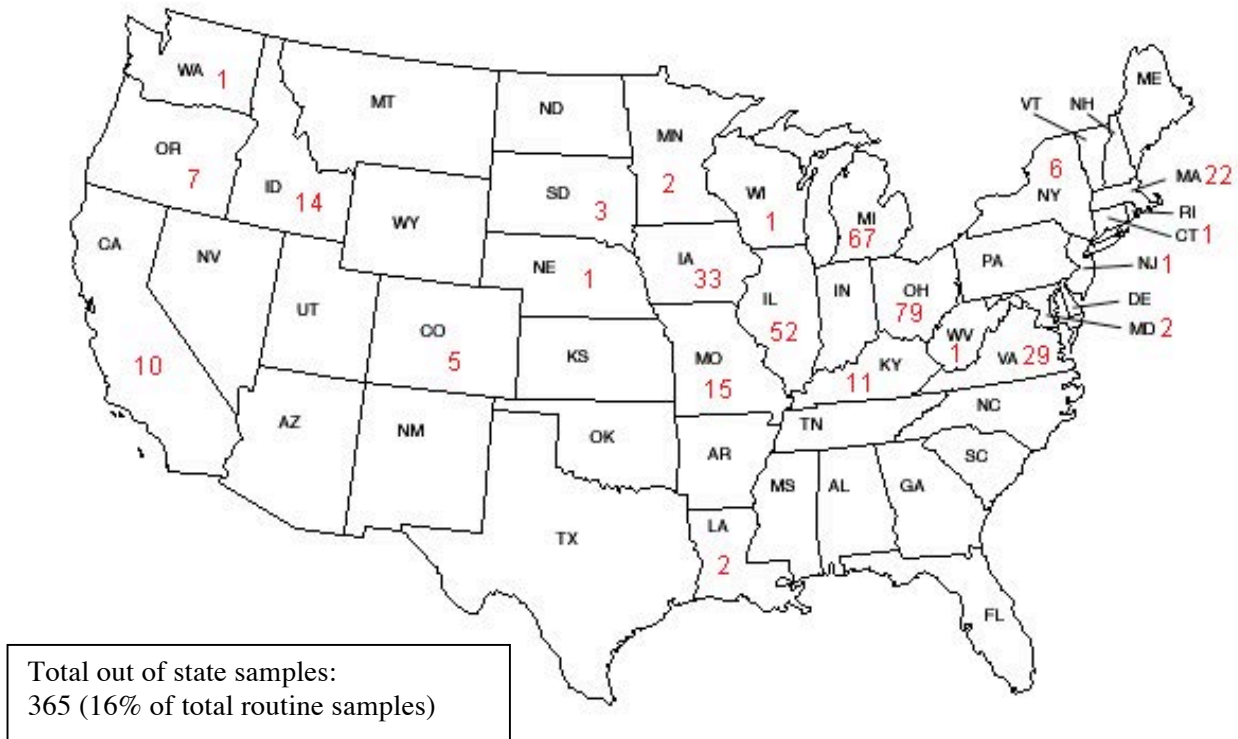 ME
VT NH
WA 1
MT
ND
MN
2
OR
7
ID
14
SD
3
WI
1
MI
67
6
NY
MA 22
RI
CT 1
WY
CA
NV
NE 1
IA
33
PA
NJ 1
IL
52
IN
OH
79
DE
MD 2
UT
CO
5
10
KS
MO
15
WV
1
VA 29
KY
11
AZ
NM
OK
TN
NC
AR
SC
MS
AL
GA
LA
2
TX
FL
Total out of state samples:
365 (16% of total routine samples)